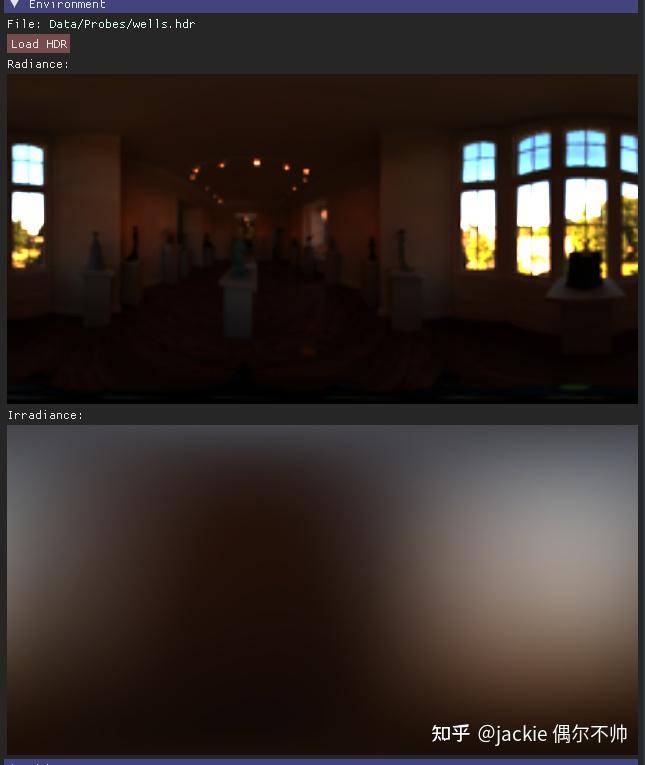 ▼ Environment
File: Data/Probes/wells.hdr
Load HDR
Radiance:
Irradiance:
知乎 @jackie 偶尔不帅